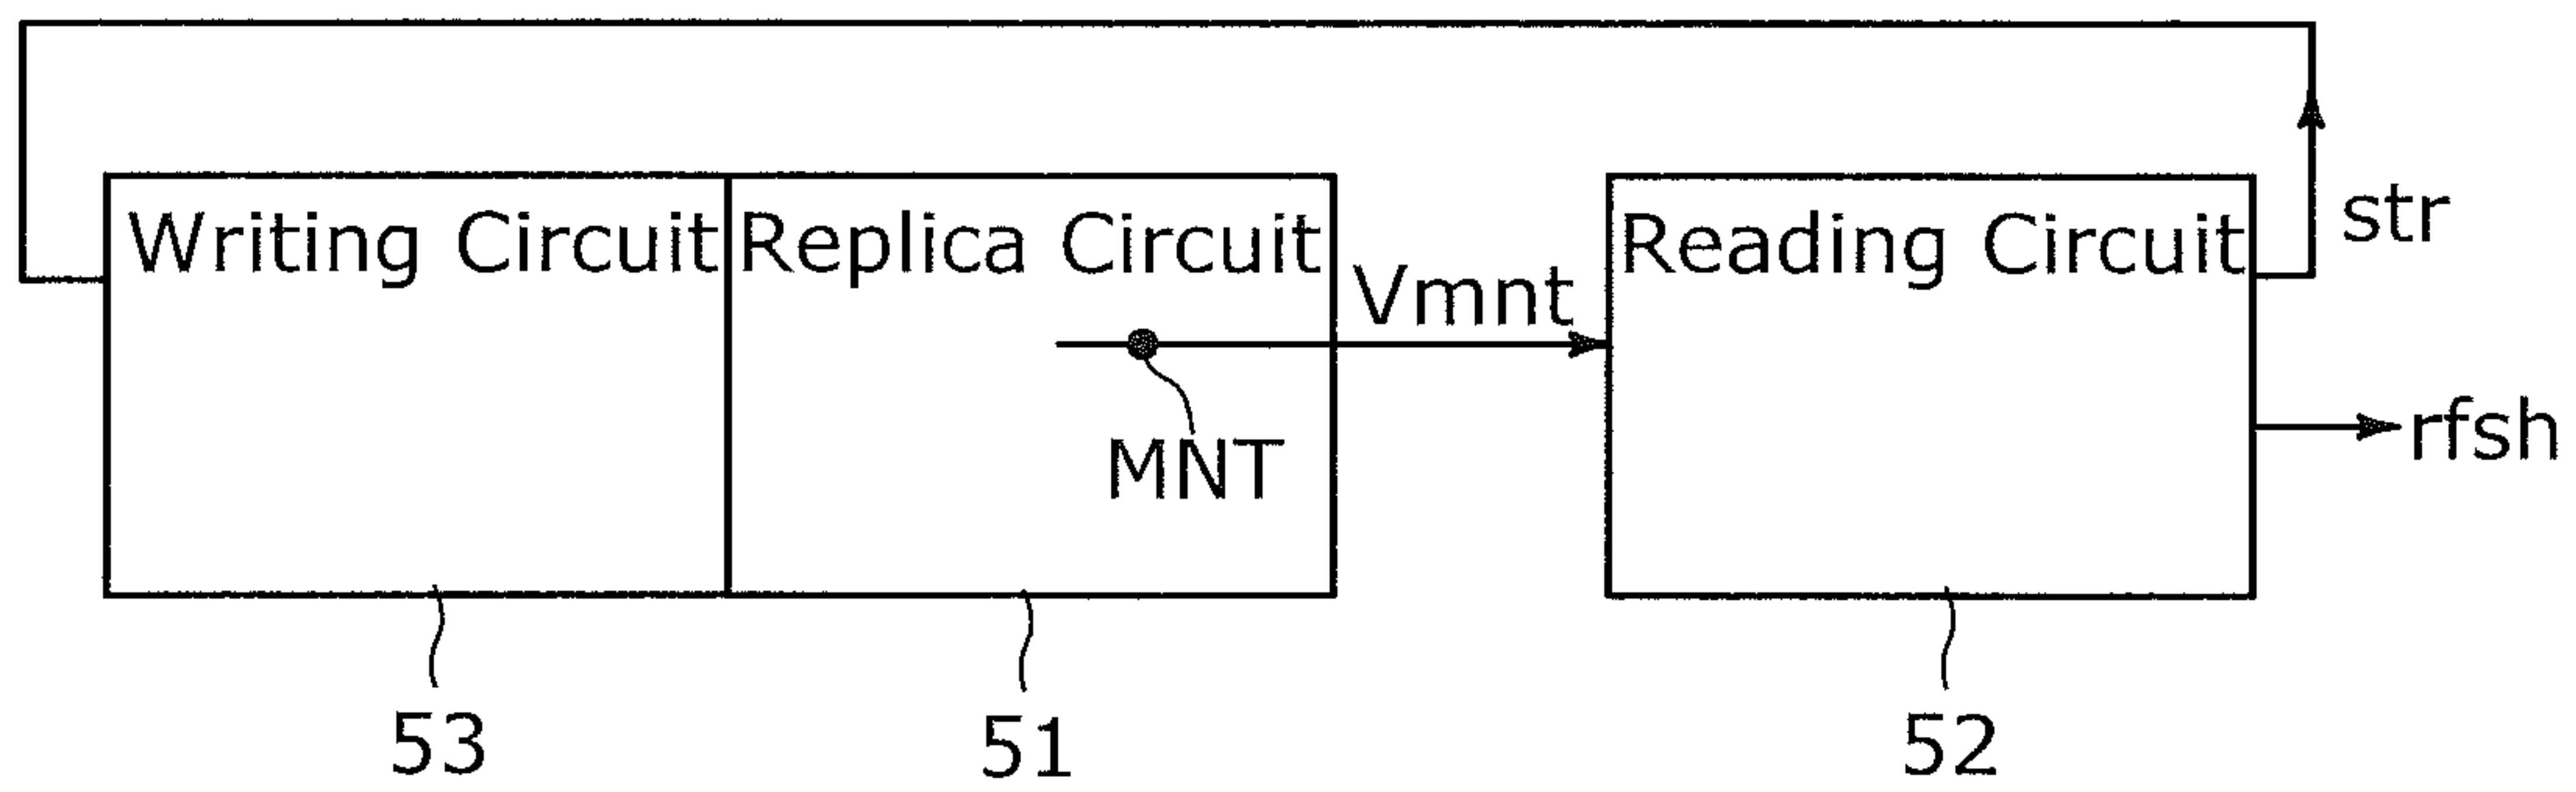 Writing Circuit
Replica Circuit
Vmnt
Reading Circuit
str
MNT
rfsh
53
51
52